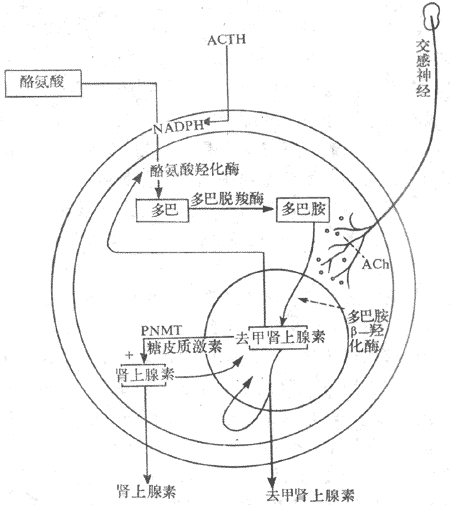 ACTH
交感神经
酪氨酸
NADPH
酪氨酸羟化酶
多巴
多巴脱羧酶
多巴胺
ACh
多巴胺
β—羟
化酶
PNMT
糖皮质激素
去甲肾上腺素
+
肾上腺素
肾上腺素
去甲肾上腺素